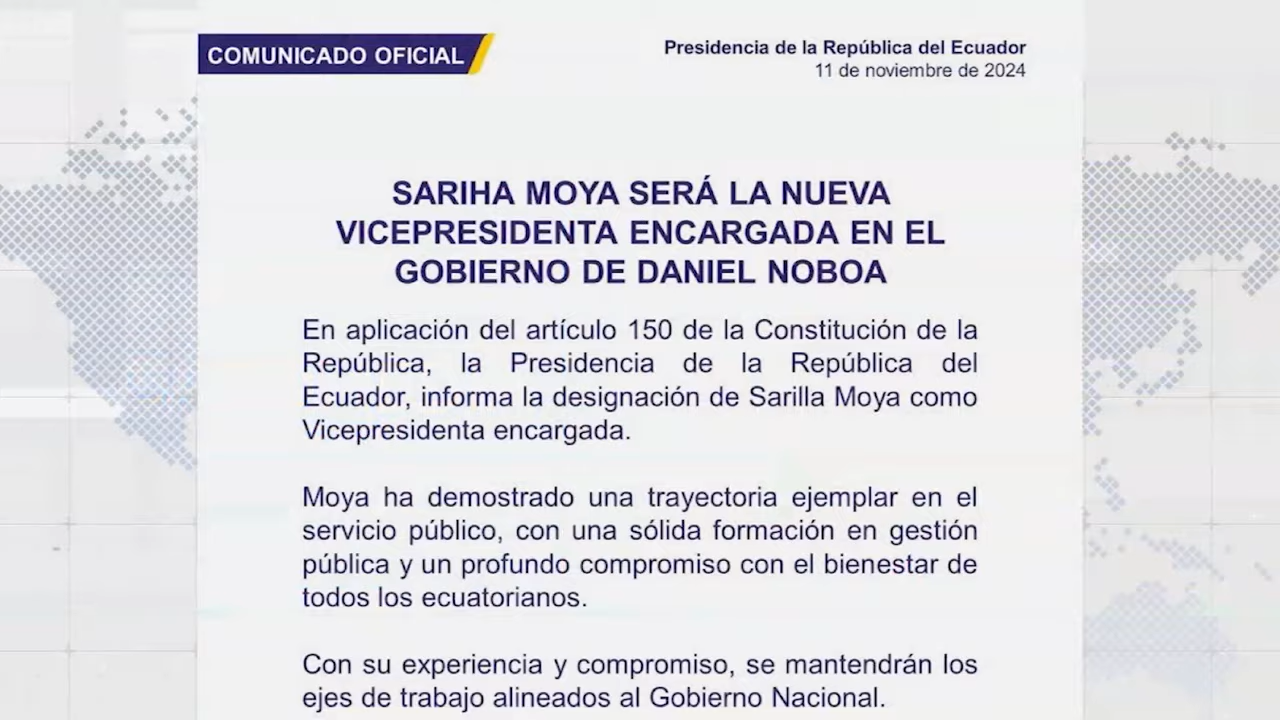 COMUNICADO OFICIAL
Presidencia de la República del Ecuador
11 de noviembre de 2024
SARIHA MOYA SERÁ LA NUEVA
VICEPRESIDENTA ENCARGADA EN EL
GOBIERNO DE DANIEL NOBOA
En aplicación del artículo 150 de la Constitución de la
República, la Presidencia de la República del
Ecuador, informa la designación de Sarilla Moya como
Vicepresidenta encargada.
Moya ha demostrado una trayectoria ejemplar en el
servicio público, con una sólida formación en gestión
pública y un profundo compromiso con el bienestar de
todos los ecuatorianos.
Con su experiencia y compromiso, se mantendrán los
ejes de trabajo alineados al Gobierno Nacional.